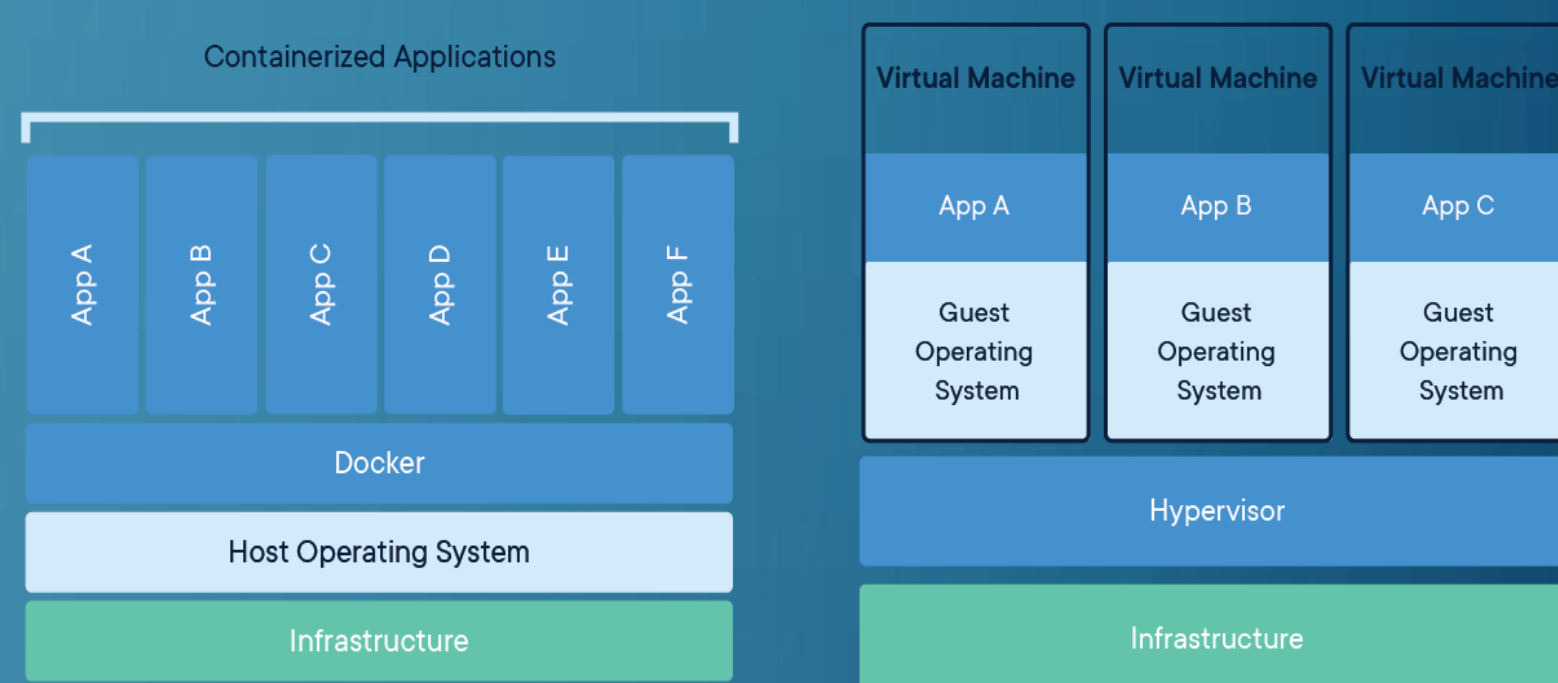 Containerized Applications
App A
App B
App C
App D
App E
App F
Docker
Host Operating System
Infrastructure
Virtual Machine
App A
Guest
Operating
System
Virtual Machine
App B
Guest
Operating
System
Virtual Machine
App C
Guest
Operating
System
Hypervisor
Infrastructure